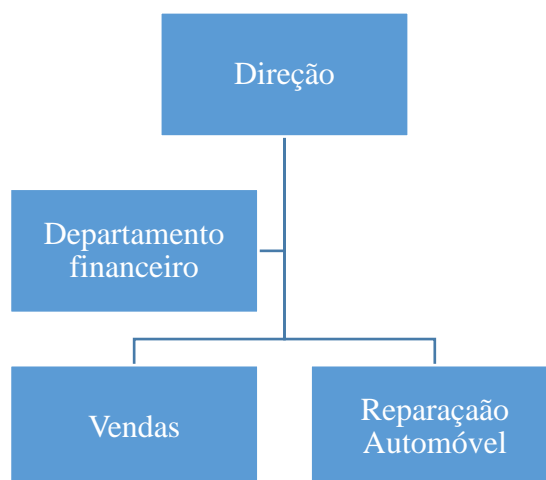 Direção
Departamento
financeiro
Vendas
Reparaçaão
Automóvel